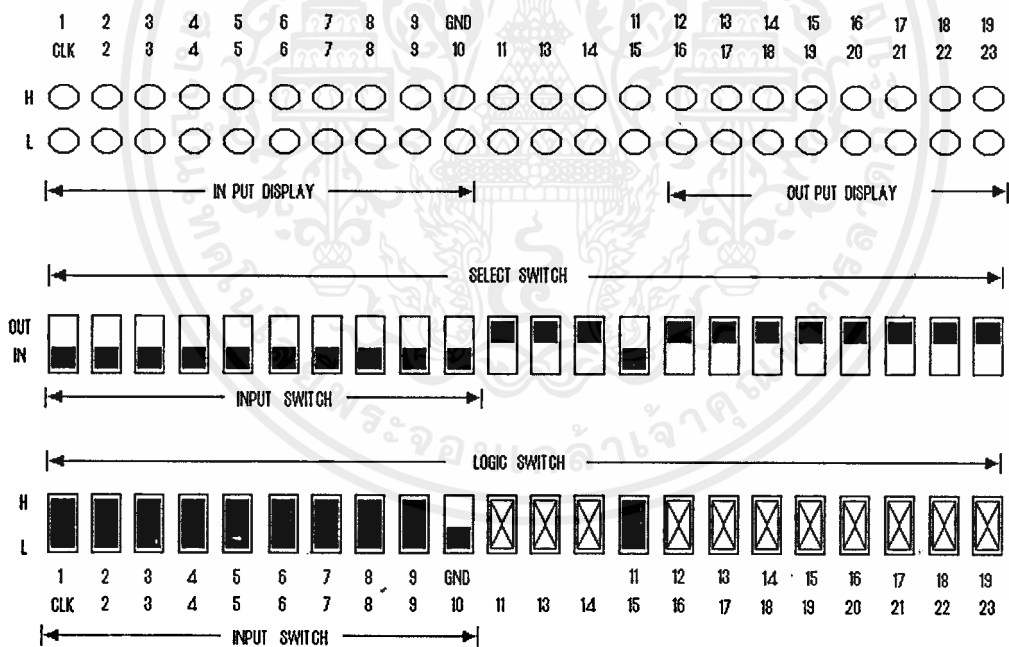 1 2 3 4 5 6 7 8 9 GND 11 12 13 14 15 16 17 18 19
CLK 2 3 4 5 6 7 8 9 10 11 13 14 15 16 17 18 19 20 21 22 23
H
L
IN PUT DISPLAY OUT PUT DISPLAY
SELECT SWITCH
OUT
IN
INPUT SWITCH
LOGIC SWITCH
H
L
1 2 3 4 5 6 7 8 9 GND 11 12 13 14 15 16 17 18 19
CLK 2 3 4 5 6 7 8 9 10 11 13 14 15 16 17 18 19 20 21 22 23
INPUT SWITCH